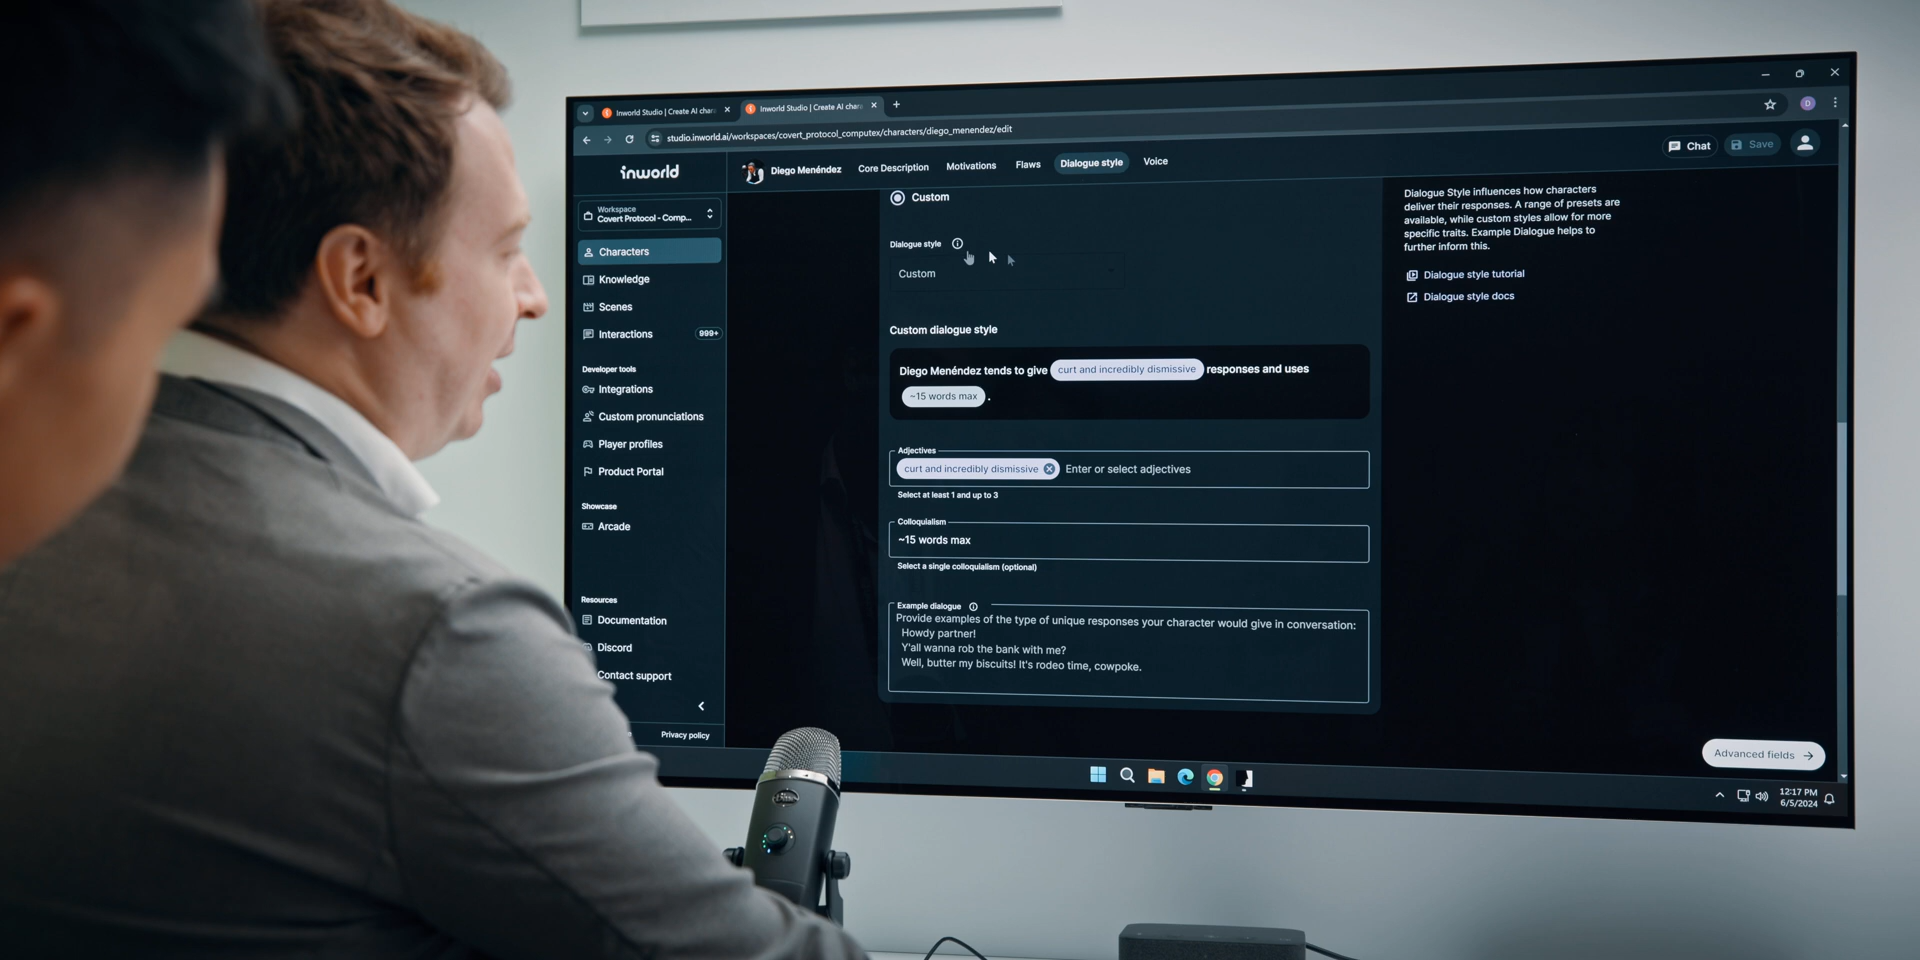 Inworld Studio | Create AI char
Inworld Studio | Create AI char
studio.inworld.ai/workspaces/covert_protocol_computex/characters/diego_menendez/edit
D
inworld
Diego Menéndez
Core Description
Motivations
Flaws
Dialogue style
Voice
Chat
Save
Workspace
Covert Protocol - Comp...
Characters
Knowledge
Scenes
Interactions
999+
Developer tools
Integrations
Custom pronunciations
Player profiles
Product Portal
Showcase
Arcade
Resources
Documentation
Discord
Contact support
Privacy policy
Custom
Dialogue style
Custom
Custom dialogue style
Diego Menéndez tends to give curt and incredibly dismissive responses and uses
~15 words max .
Adjectives
curt and incredibly dismissive Enter or select adjectives
Select at least 1 and up to 3
Colloquialism
~15 words max
Select a single colloquialism (optional)
Example dialogue
Provide examples of the type of unique responses your character would give in conversation:
Howdy partner!
Y'all wanna rob the bank with me?
Well, butter my biscuits! It's rodeo time, cowpoke.
Dialogue Style influences how characters
deliver their responses. A range of presets are
available, while custom styles allow for more
specific traits. Example Dialogue helps to
further inform this.
Dialogue style tutorial
Dialogue style docs
Advanced fields
12:17 PM
6/5/2024
Blue